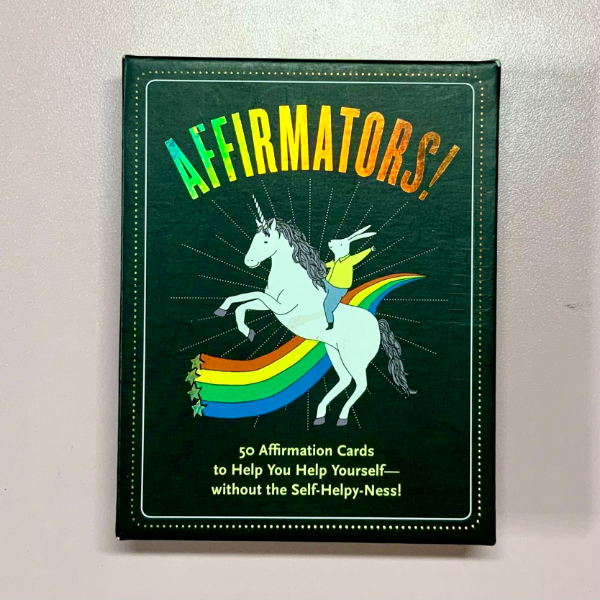 AFFIRMATORS!
50 Affirmation Cards
to Help You Help Yourself—
without the Self-Helpy-Ness!